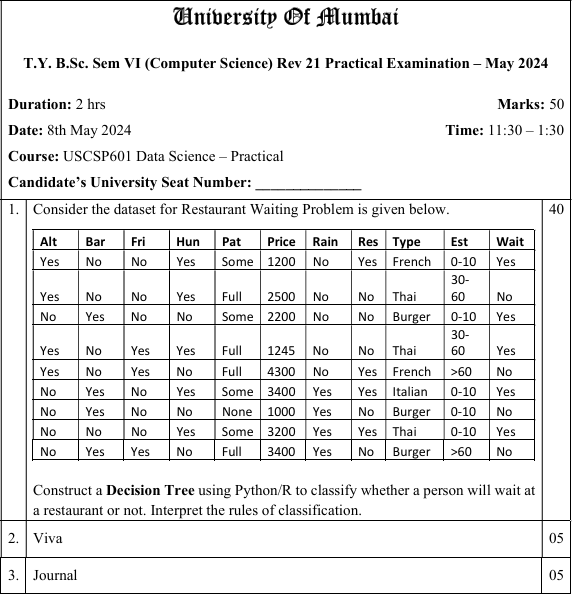 University Of Mumbai
T.Y. B.Sc. Sem VI (Computer Science) Rev 21 Practical Examination – May 2024
Duration: 2 hrs Marks: 50
Date: 8th May 2024 Time: 11:30 – 1:30
Course: USCSP601 Data Science – Practical
Candidate's University Seat Number: ______________
1. Consider the dataset for Restaurant Waiting Problem is given below. 40
Alt Bar Fri Hun Pat Price Rain Res Type Est Wait
Yes No No Yes Some 1200 No Yes French 0-10 Yes
30-
Yes No No Yes Full 2500 No No Thai 60 No
No Yes No No Some 2200 No No Burger 0-10 Yes
30-
Yes No Yes Yes Full 1245 No No Thai 60 Yes
Yes No Yes No Full 4300 No Yes French >60 No
No Yes No Yes Some 3400 Yes Yes Italian 0-10 Yes
No Yes No No None 1000 Yes No Burger 0-10 No
No No No Yes Some 3200 Yes Yes Thai 0-10 Yes
No Yes Yes No Full 3400 Yes No Burger >60 No
Construct a Decision Tree using Python/R to classify whether a person will wait at
a restaurant or not. Interpret the rules of classification.
2. Viva 05
3. Journal 05